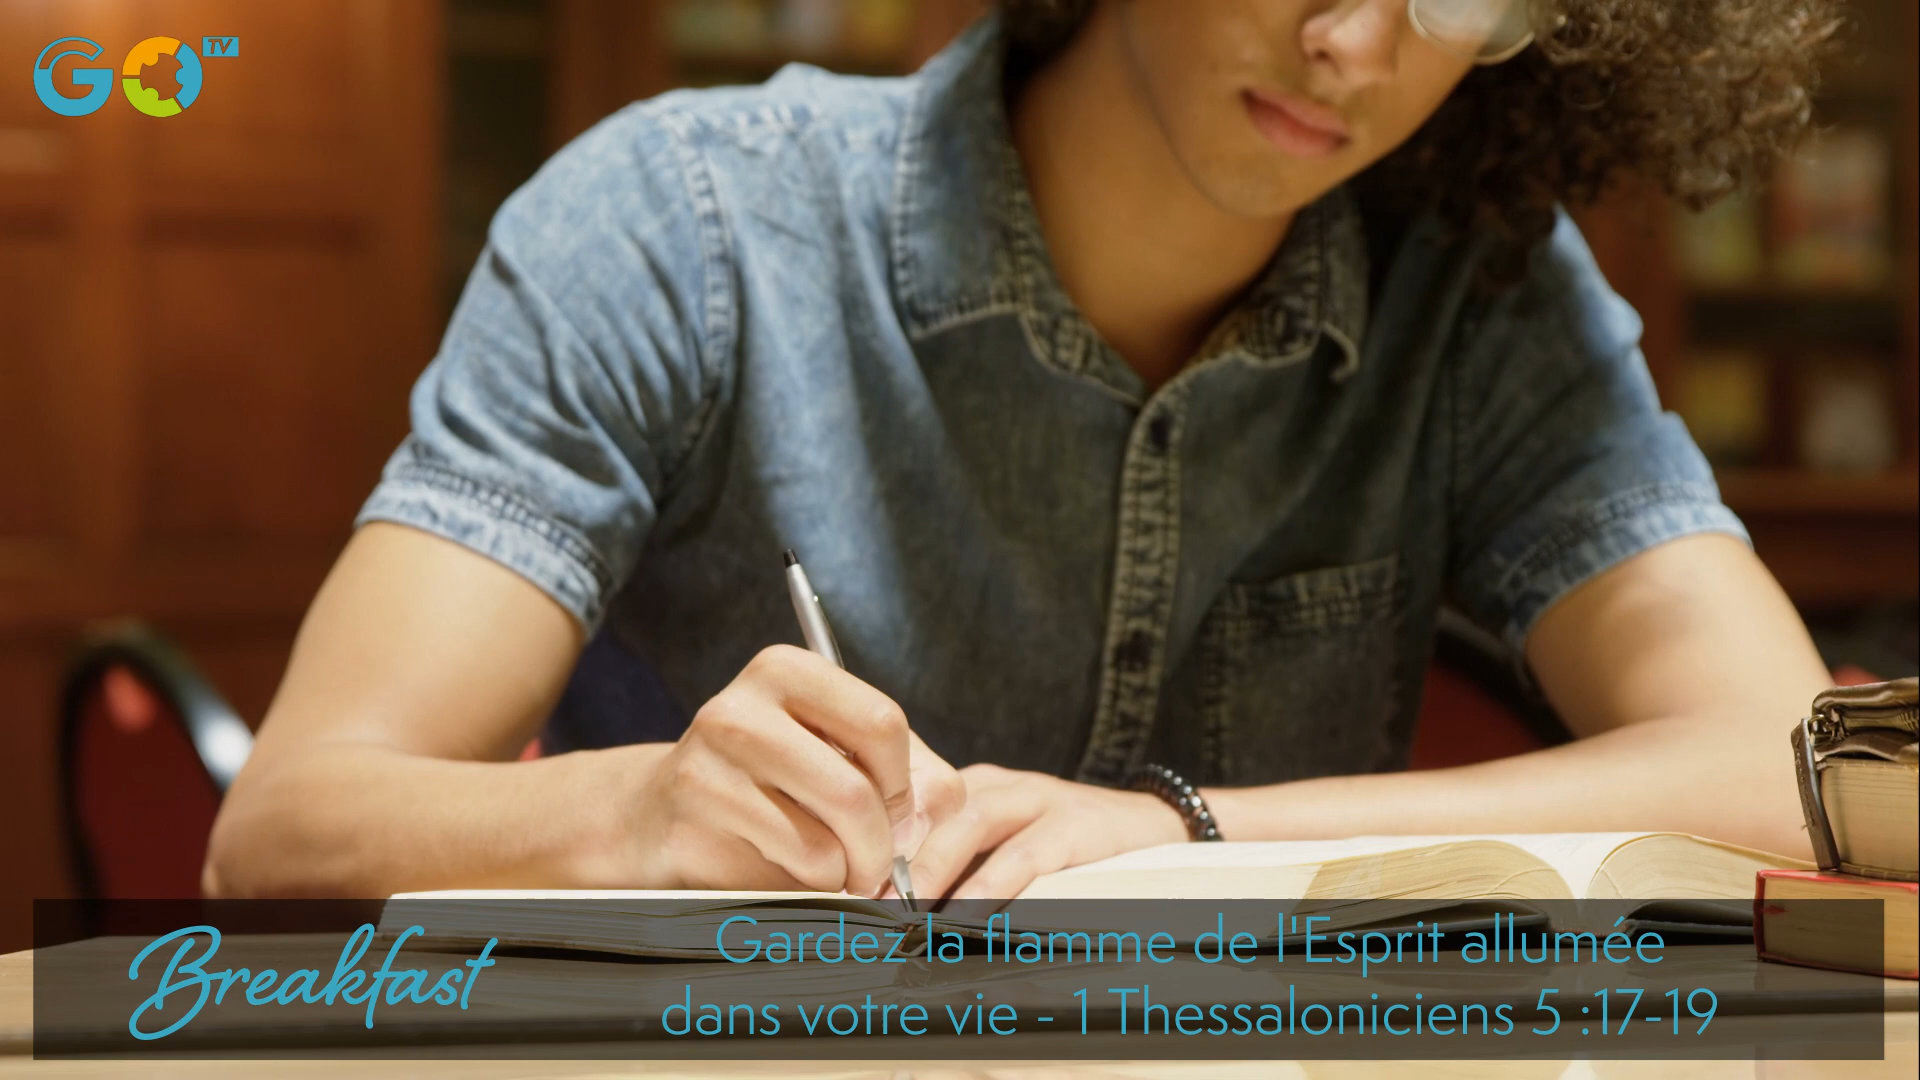 GO TV
Breakfast
Gardez la flamme de l'Esprit allumée
dans votre vie - 1 Thessaloniciens 5 :17-19